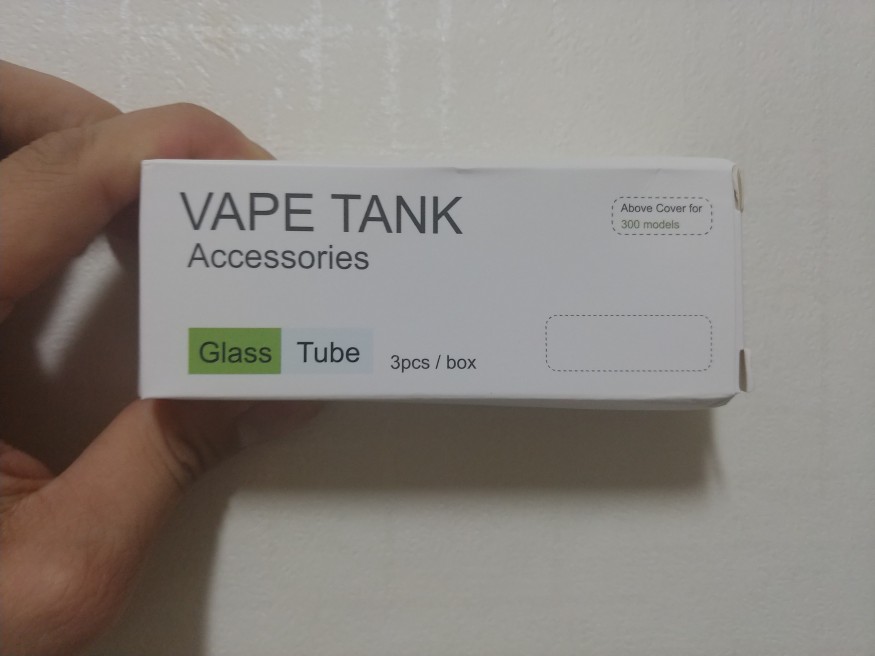 VAPE TANK
Accessories
Above Cover for
300 models
Glass Tube
3pcs / box